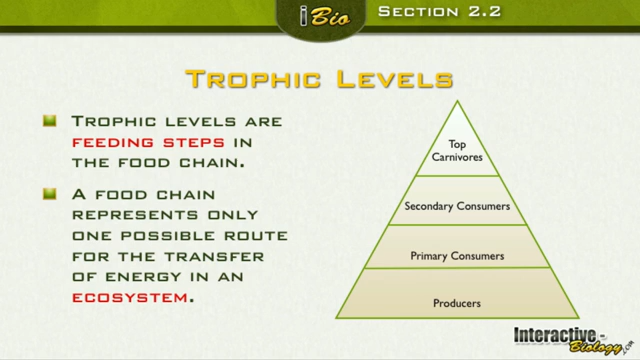 iBio
Section 2.2
Trophic Levels
Trophic levels are
feeding steps in
the food chain.
A food chain
represents only
one possible route
for the transfer
of energy in an
ecosystem.
Top
Carnivores
Secondary Consumers
Primary Consumers
Producers
Interactive-
Biology.com